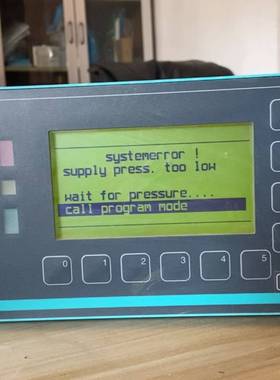 systemerror !
supply press. too low
wait for pressure....
call program mode
0 1 2 3 4 5